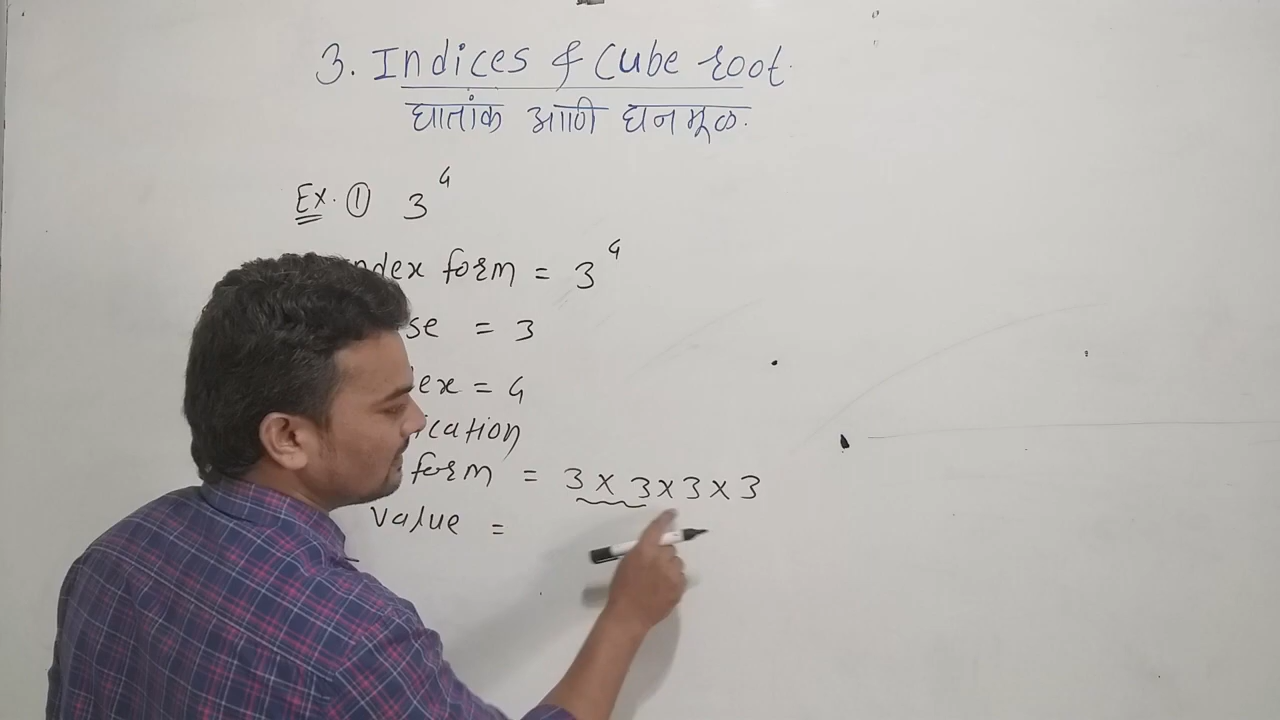 3. Indices & Cube root.
घातांक आणि घनमूळ.
Ex. ① 3⁴
ndex form = 3⁴
se = 3
ex = 4
ication
form = 3 × 3 × 3 × 3
Value =